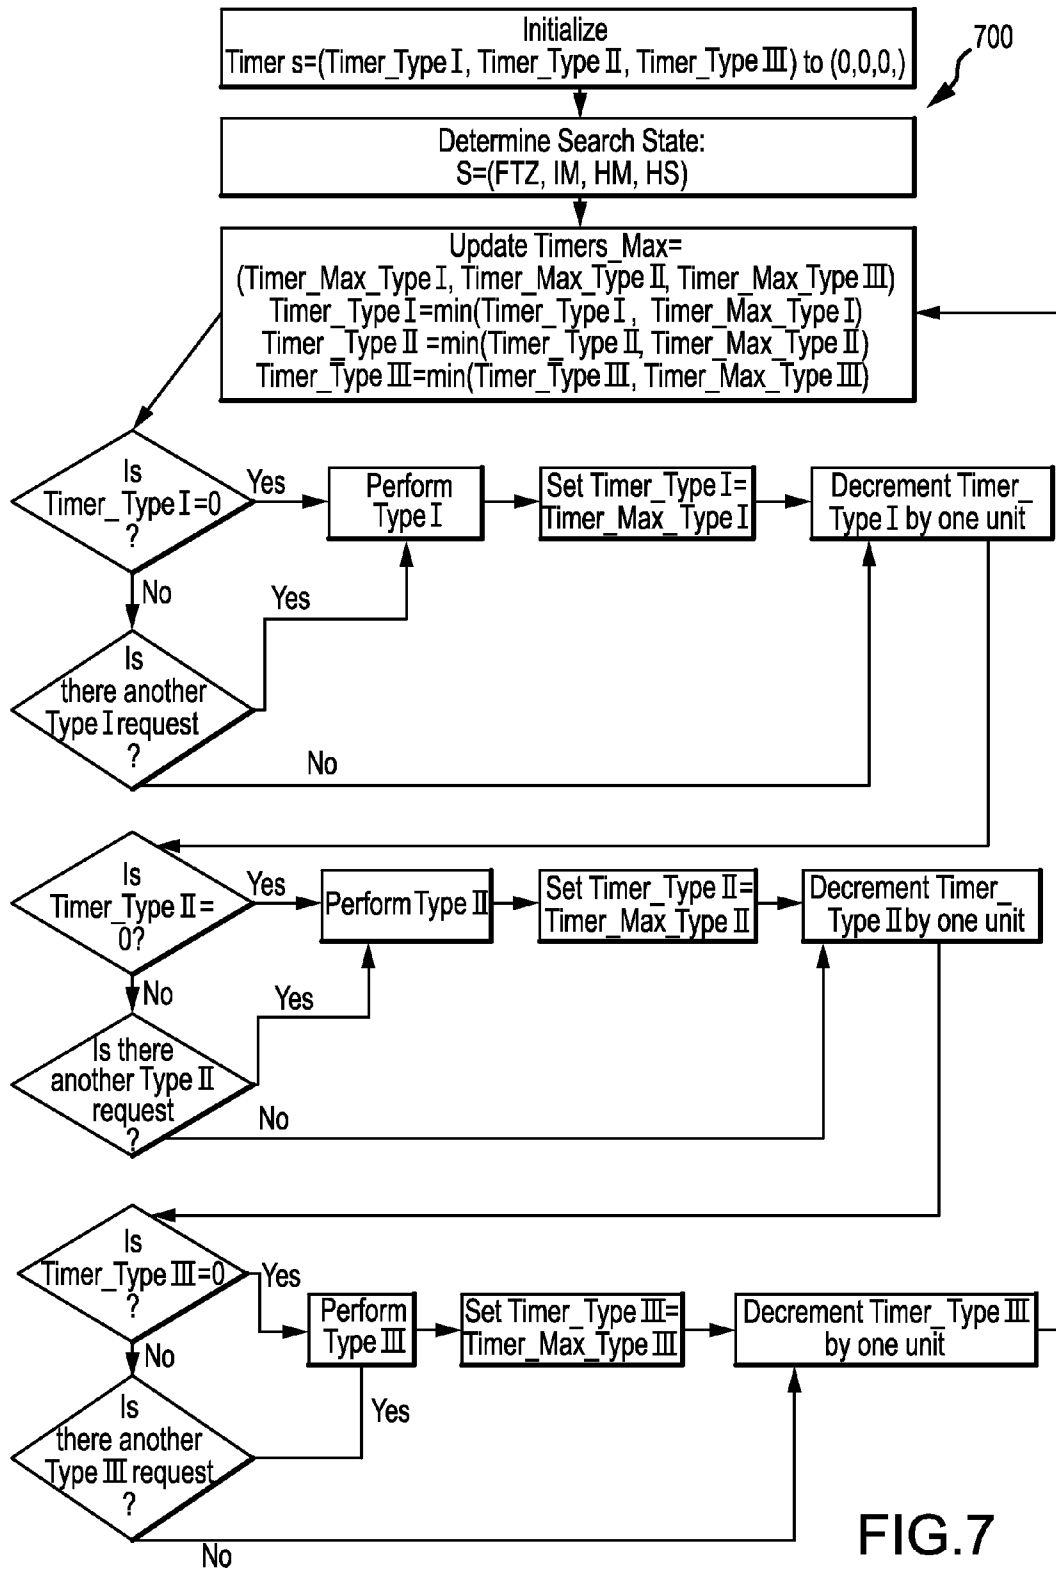 Initialize
Timer s=(Timer_Type I, Timer_Type II, Timer_Type III) to (0,0,0,)
700
Determine Search State:
S=(FTZ, IM, HM, HS)
Update Timers_Max=
(Timer_Max_Type I, Timer_Max_Type II, Timer_Max_Type III)
Timer_Type I=min(Timer_Type I, Timer_Max_Type I)
Timer_Type II=min(Timer_Type II, Timer_Max_Type II)
Timer_Type III=min(Timer_Type III, Timer_Max_Type III)
Is
Timer_Type I=0
?
Yes
Perform
Type I
Set Timer_Type I=
Timer_Max_Type I
Decrement Timer_
Type I by one unit
No
Yes
Is
there another
Type I request
?
No
Is
Timer_Type II=
0?
Yes
Perform Type II
Set Timer_Type II=
Timer_Max_Type II
Decrement Timer_
Type II by one unit
No
Yes
Is there
another Type II
request
?
No
Is
Timer_Type III=0
?
Yes
Perform
Type III
Set Timer_Type III=
Timer_Max_Type III
Decrement Timer_Type III
by one unit
No
Yes
Is
there another
Type III request
?
No
FIG.7